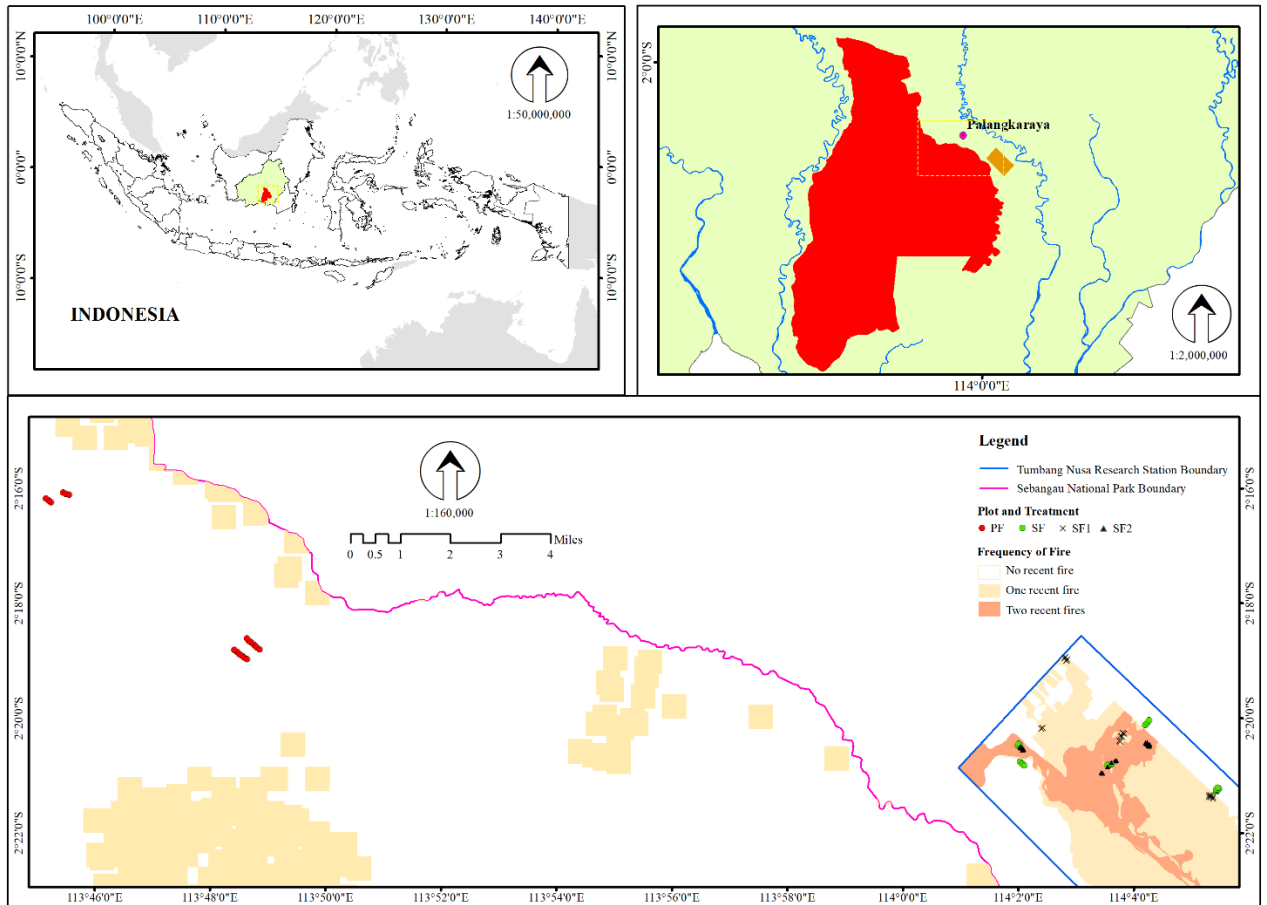 100°0'0"E 110°0'0"E 120°0'0"E 130°0'0"E 140°0'0"E
10°0'0"N
0°0'0"
10°0'0"S
10°0'0"N
0°0'0"
10°0'0"S
1:50,000,000
INDONESIA
2°0'0"S
Palangkaraya
1:2,000,000
114°0'0"E
2°16'0"S
2°18'0"S
2°20'0"S
2°22'0"S
1:160,000
Miles
0 0.5 1 2 3 4
Legend
Tumbang Nusa Research Station Boundary
Sebangau National Park Boundary
Plot and Treatment
PF SF SF1 SF2
Frequency of Fire
No recent fire
One recent fire
Two recent fires
2°16'0"S
2°18'0"S
2°20'0"S
2°22'0"S
113°46'0"E 113°48'0"E 113°50'0"E 113°52'0"E 113°54'0"E 113°56'0"E 113°58'0"E 114°0'0"E 114°2'0"E 114°4'0"E